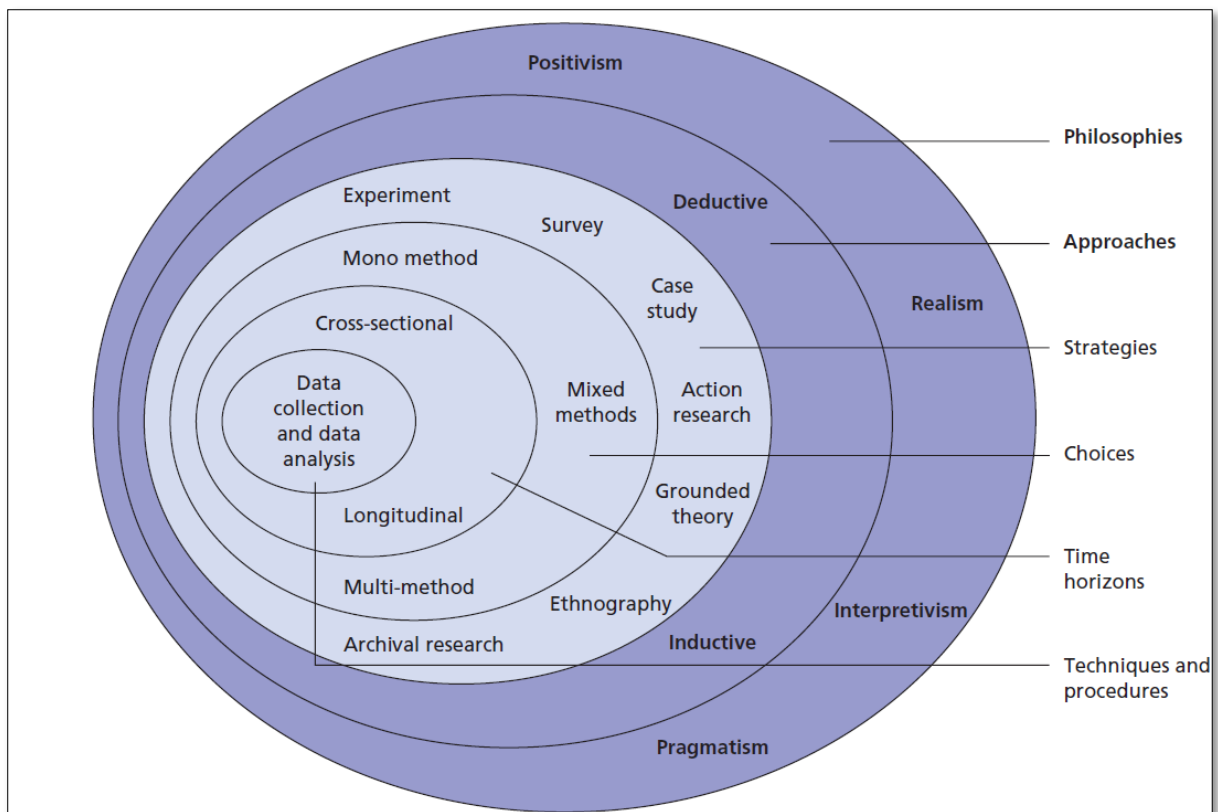 Positivism
Philosophies
Experiment
Deductive
Survey
Approaches
Mono method
Case
study
Realism
Cross-sectional
Strategies
Data
collection
and data
analysis
Mixed
methods
Action
research
Choices
Grounded
theory
Longitudinal
Time
horizons
Multi-method
Ethnography
Interpretivism
Archival research
Inductive
Techniques and
procedures
Pragmatism